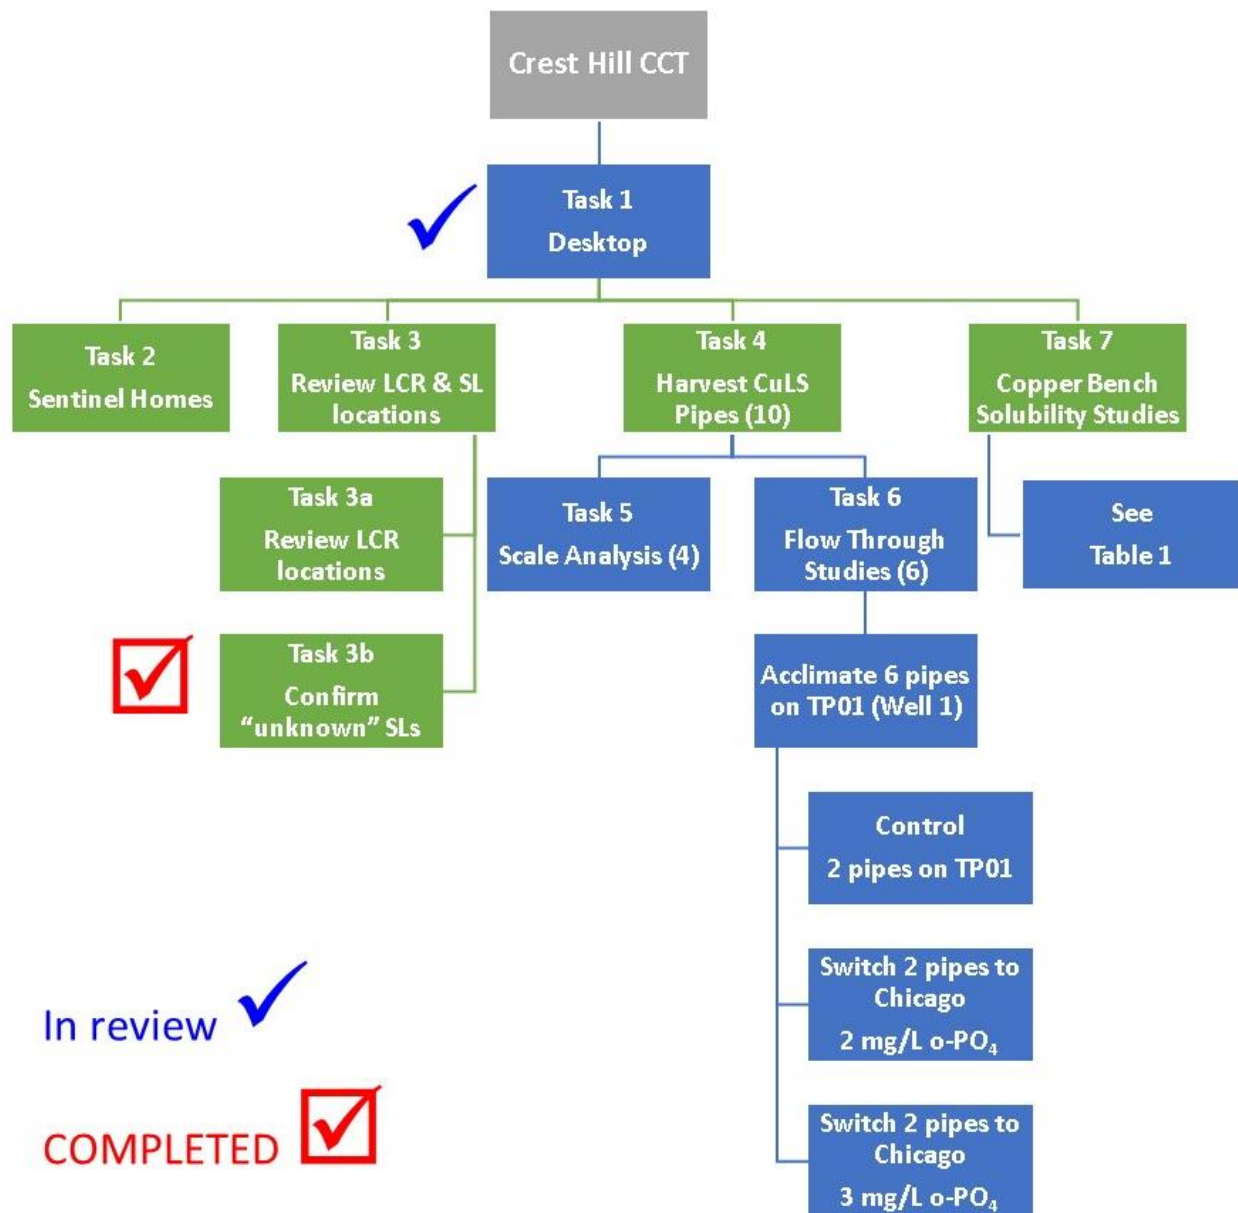 Crest Hill CCT
Task 1
Desktop
Task 2
Sentinel Homes
Task 3
Review LCR & SL
locations
Task 4
Harvest CuLS
Pipes (10)
Task 7
Copper Bench
Solubility Studies
Task 3a
Review LCR
locations
Task 5
Scale Analysis (4)
Task 6
Flow Through
Studies (6)
See
Table 1
Task 3b
Confirm
“unknown” SLs
Acclimate 6 pipes
on TP01 (Well 1)
Control
2 pipes on TP01
Switch 2 pipes to
Chicago
2 mg/L o-PO₄
Switch 2 pipes to
Chicago
3 mg/L o-PO₄
In review
COMPLETED